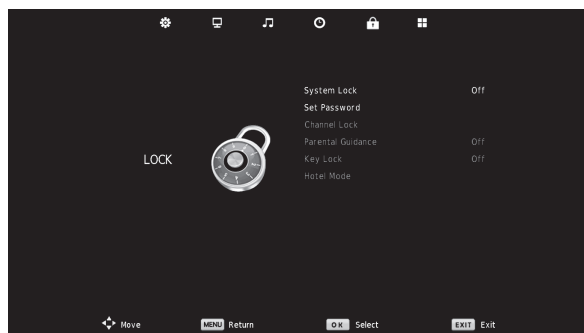 System Lock Off
Set Password
Channel Lock
Parental Guidance Off
Key Lock Off
Hotel Mode
LOCK
Move MENU Return OK Select EXIT Exit